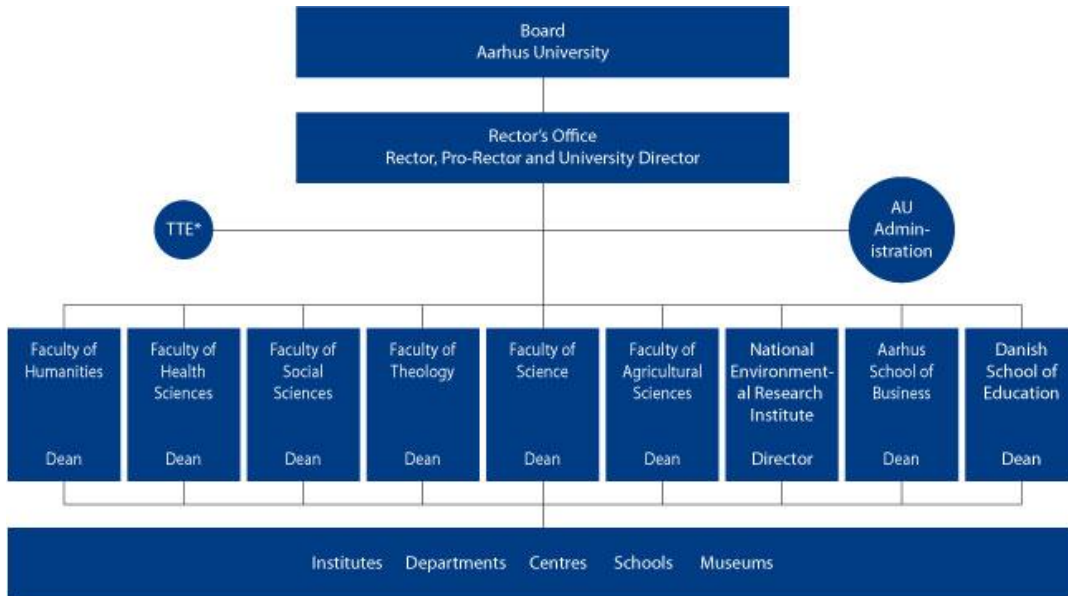 Board
Aarhus University
Rector's Office
Rector, Pro-Rector and University Director
TTE*
AU
Admin-
istration
Faculty of
Humanities
Dean
Faculty of
Health
Sciences
Dean
Faculty of
Social
Sciences
Dean
Faculty of
Theology
Dean
Faculty of
Science
Dean
Faculty of
Agricultural
Sciences
Dean
National
Environment-
al Research
Institute
Director
Aarhus
School of
Business
Dean
Danish
School of
Education
Dean
Institutes Departments Centres Schools Museums